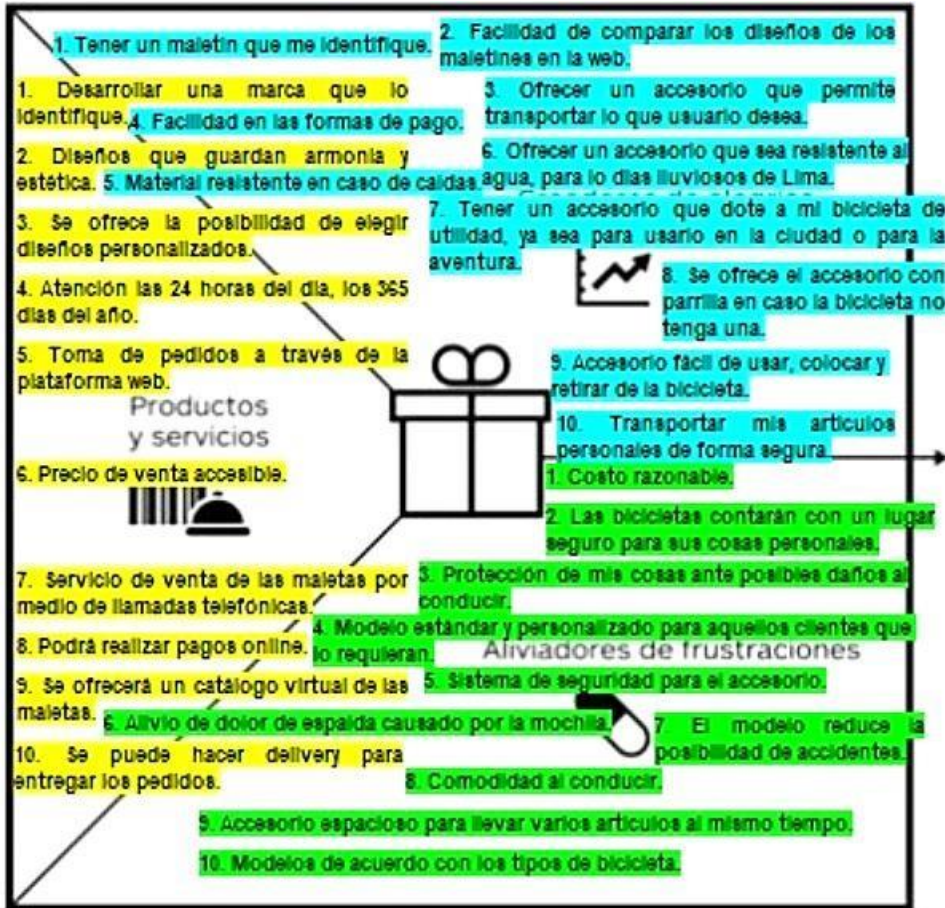 1. Tener un maletin que me identifique.
2. Facilidad de comparar los diseños de los
maletines en la web.
1. Desarrollar una marca que lo
identifique.
3. Ofrecer un accesorio que permite
transportar lo que usuario desea.
4. Facilidad en las formas de pago.
2. Diseños que guardan armonía y
estética.
5. Material resistente en caso de caidas.
6. Ofrecer un accesorio que sea resistente al
agua, para lo dias lluviosos de Lima.
3. Se ofrece la posibilidad de elegir
diseños personalizados.
7. Tener un accesorio que dote a mi bicicleta de
utilidad, ya sea para usarlo en la ciudad o para la
aventura.
4. Atención las 24 horas del día, los 365
días del año.
8. Se ofrece el accesorio con
parrilla en caso la bicicleta no
tenga una.
5. Toma de pedidos a través de la
plataforma web.
9. Accesorio fácil de usar, colocar y
retirar de la bicicleta.
Productos
y servicios
10. Transportar mis articulos
personales de forma segura.
6. Precio de venta accesible.
1. Costo razonable.
2. Las bicicletas contarán con un lugar
seguro para sus cosas personales.
7. Servicio de venta de las maletas por
medio de llamadas telefónicas.
3. Protección de mis cosas ante posibles daños al
conducir.
8. Podrá realizar pagos online.
4. Modelo estándar y personalizado para aquellos clientes que
lo requieran.
Aliviadores de frustraciones
9. Se ofrecerá un catálogo virtual de las
maletas.
5. Sistema de seguridad para el accesorio.
6. Alivio de dolor de espalda causado por la mochila.
7. El modelo reduce la
posibilidad de accidentes.
10. Se puede hacer delivery para
entregar los pedidos.
8. Comodidad al conducir.
9. Accesorio espacioso para llevar varios articulos al mismo tiempo.
10. Modelos de acuerdo con los tipos de bicicleta.